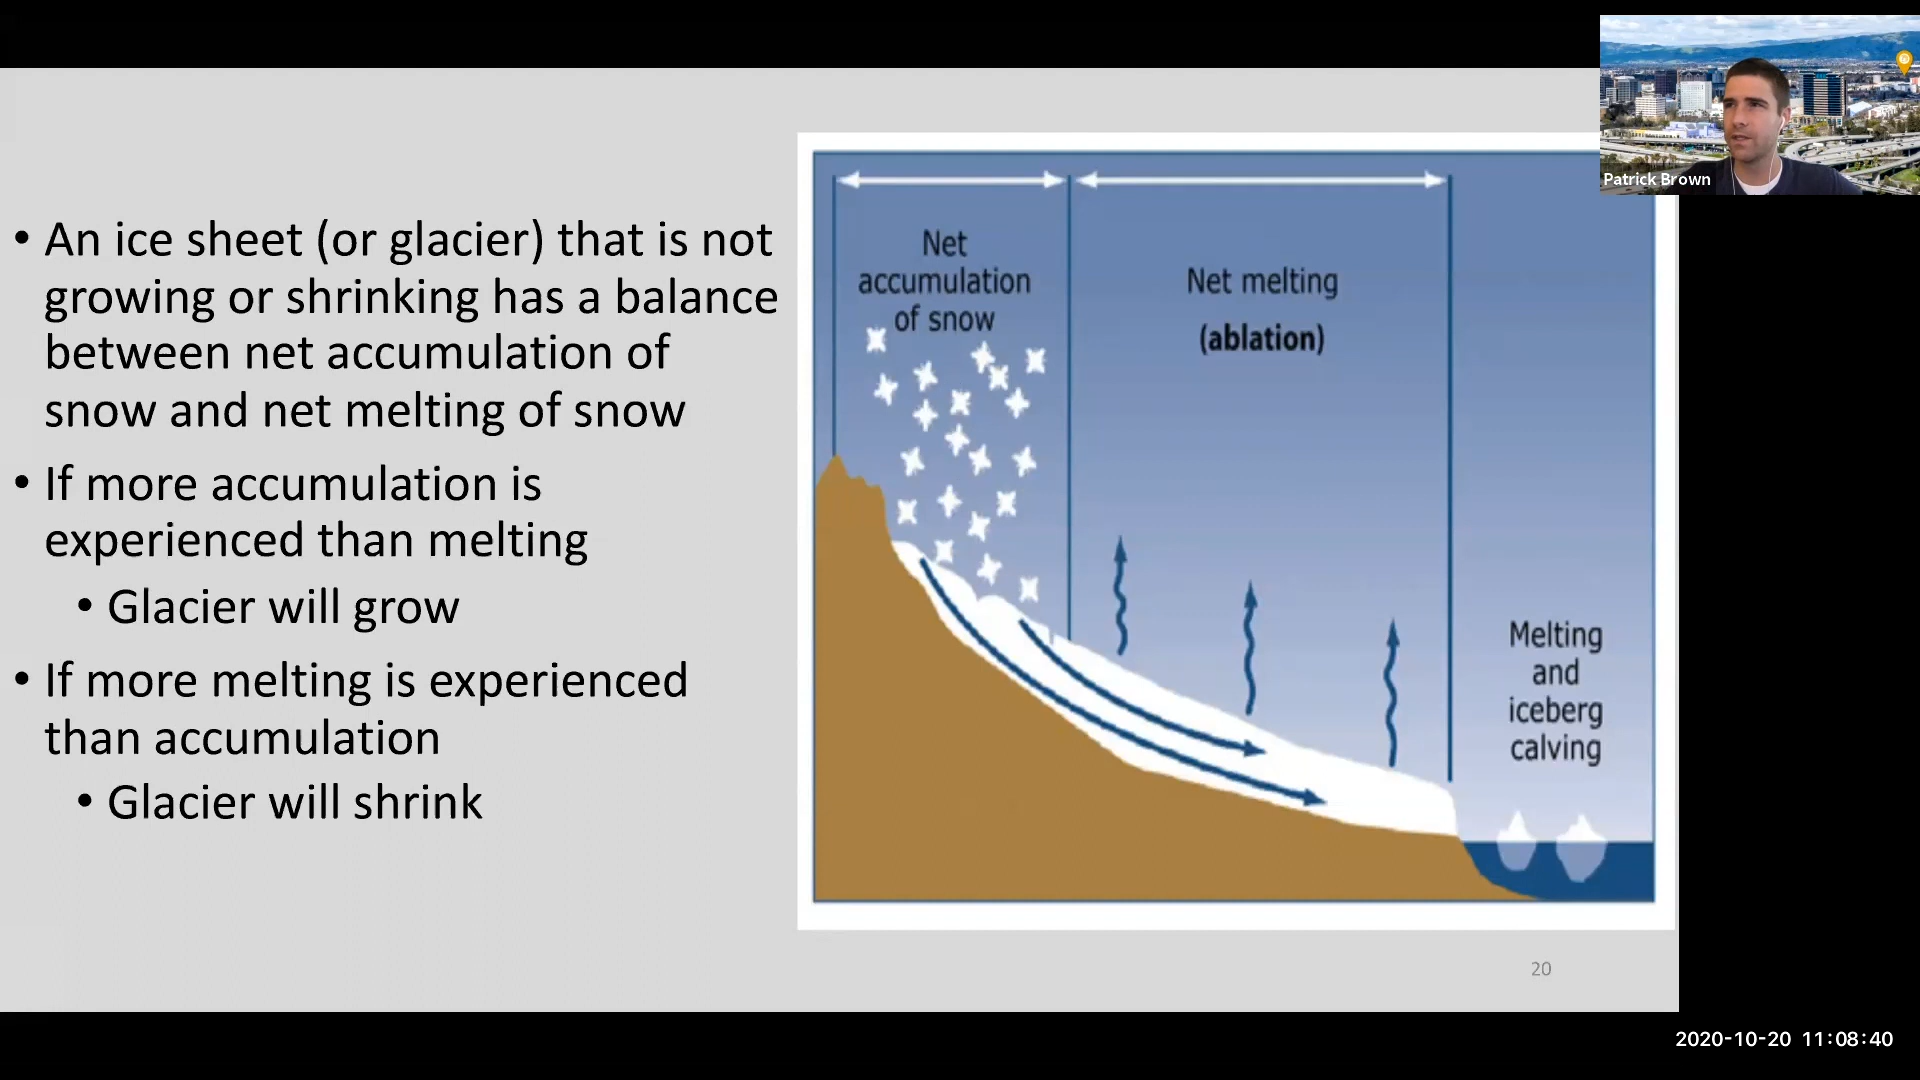 • An ice sheet (or glacier) that is not
growing or shrinking has a balance
between net accumulation of
snow and net melting of snow
• If more accumulation is
experienced than melting
• Glacier will grow
• If more melting is experienced
than accumulation
• Glacier will shrink
Net
accumulation
of snow
Net melting
(ablation)
Melting
and
iceberg
calving
20
Patrick Brown
2020-10-20 11:08:40